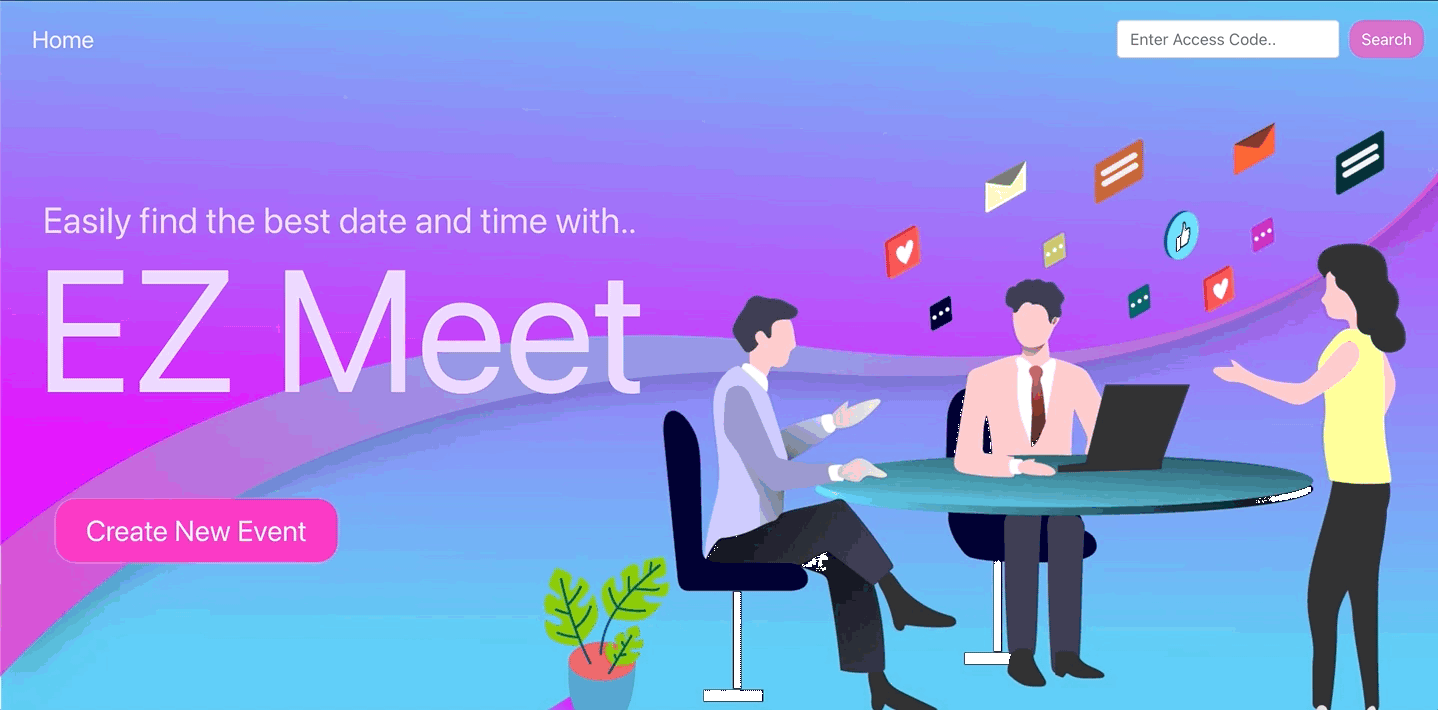 Home
Enter Access Code..
Search
Easily find the best date and time with..
EZ Meet
Create New Event